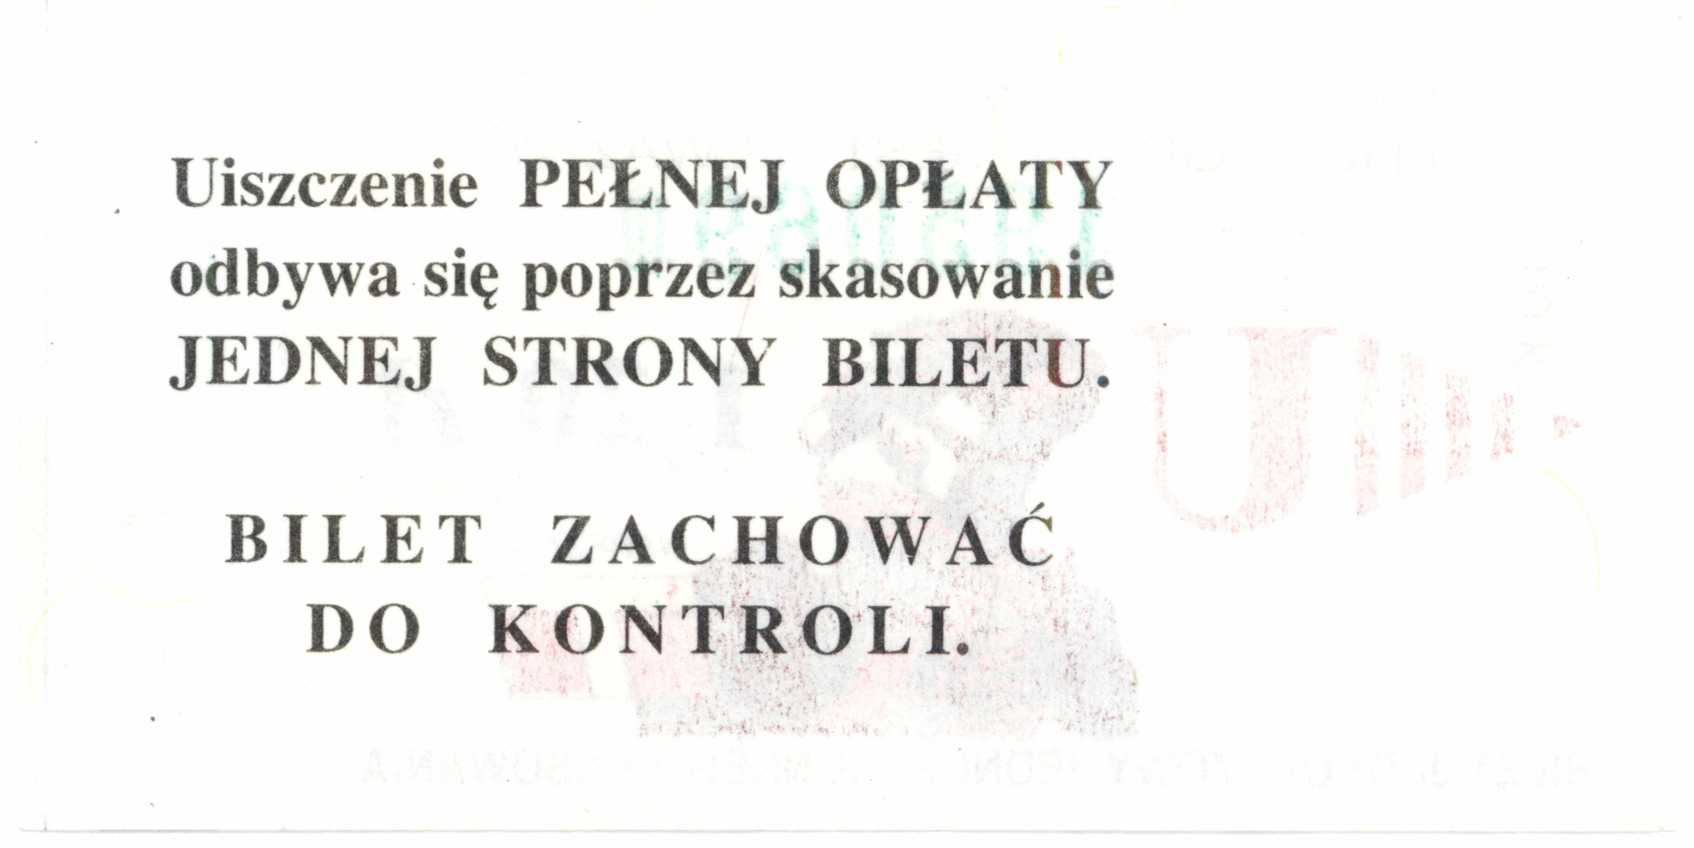 Uiszczenie PEŁNEJ OPŁATY
odbywa się poprzez skasowanie
JEDNEJ STRONY BILETU.
BILET ZACHOWAĆ
DO KONTROLI.